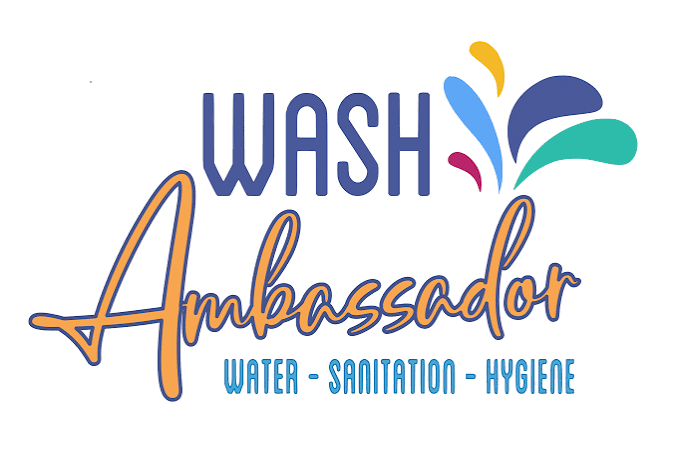 WASH
Ambassador
WATER - SANITATION - HYGIENE